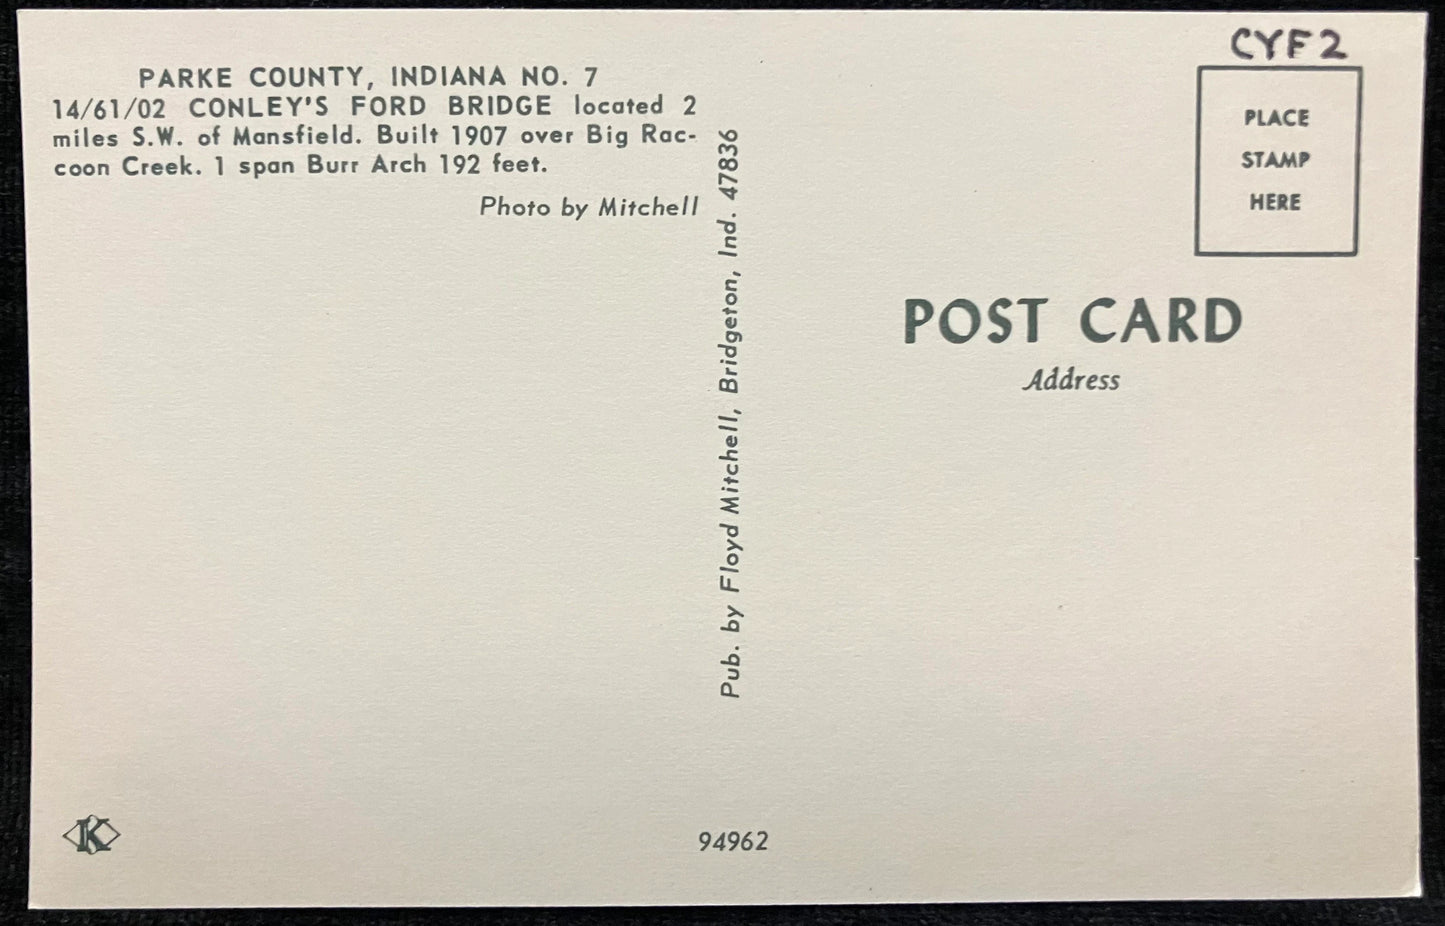 CYF2
PARKE COUNTY, INDIANA NO. 7
14/61/02 CONLEY'S FORD BRIDGE located 2
miles S.W. of Mansfield. Built 1907 over Big Rac-
coon Creek. 1 span Burr Arch 192 feet.
Photo by Mitchell
Pub. by Floyd Mitchell, Bridgeton, Ind. 47836
PLACE
STAMP
HERE
POST CARD
Address
K
94962